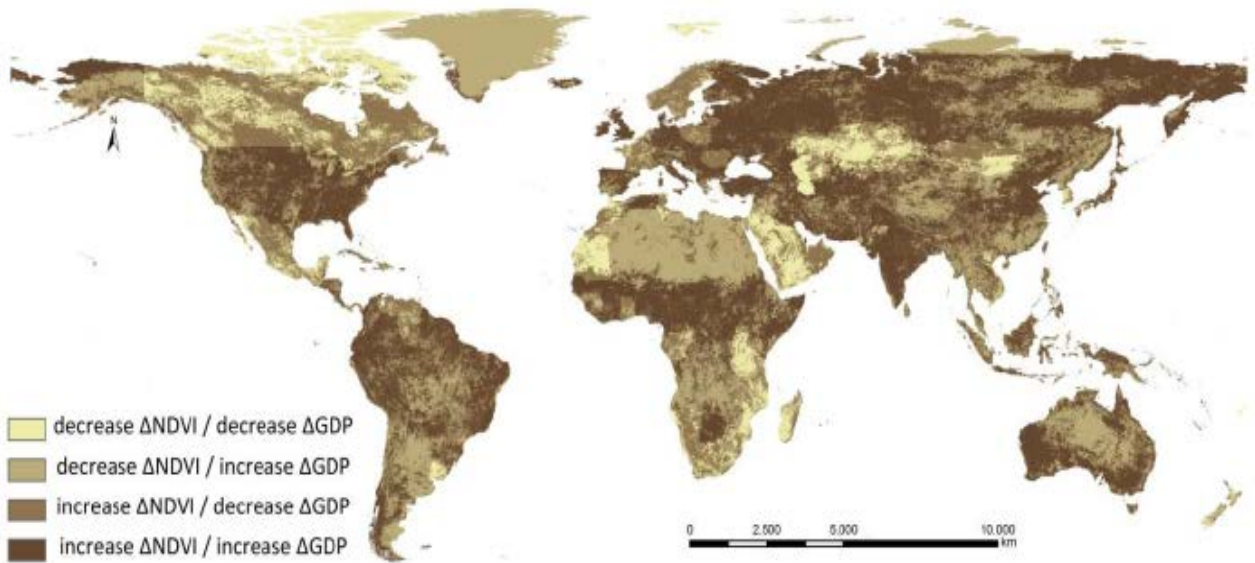 N
decrease ΔNDVI / decrease ΔGDP
decrease ΔNDVI / increase ΔGDP
increase ΔNDVI / decrease ΔGDP
increase ΔNDVI / increase ΔGDP
0 2.500 5.000 10.000
km